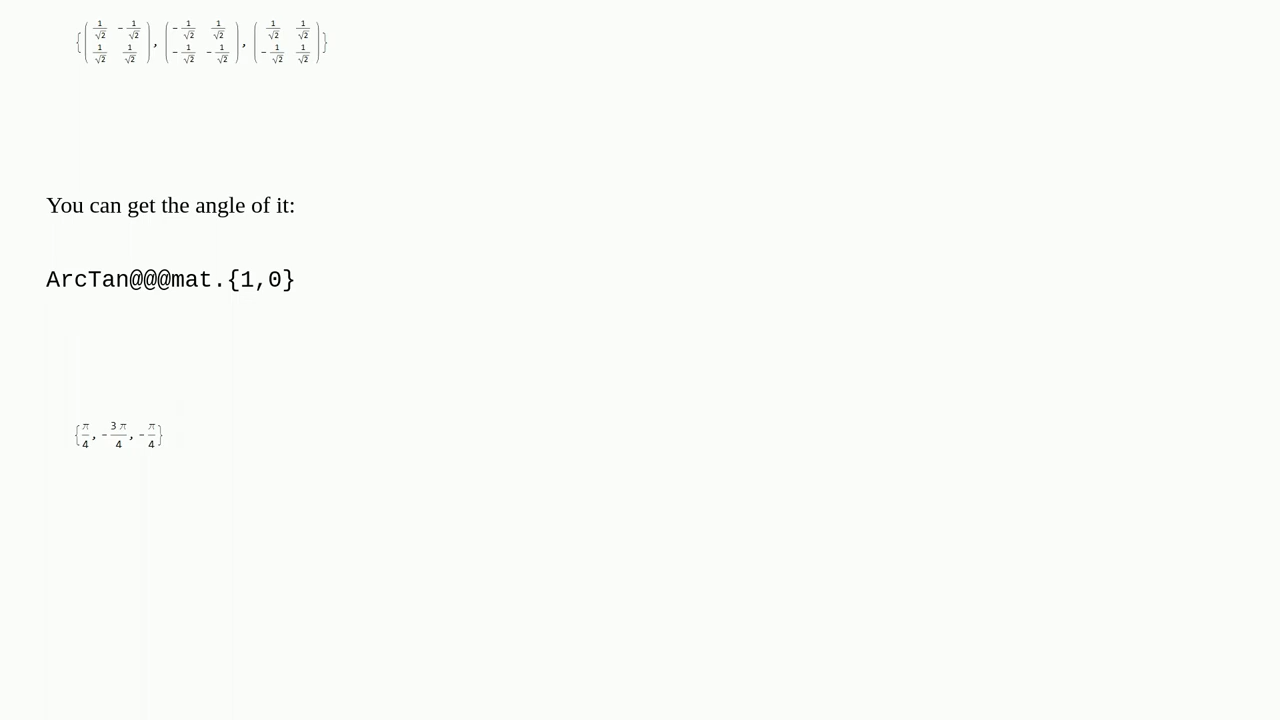 {(1/√2 -1/√2 1/√2 1/√2), (-1/√2 1/√2 -1/√2 -1/√2), (1/√2 1/√2 -1/√2 1/√2)}
You can get the angle of it:
ArcTan@@@mat.{1,0}
{π/4, -3 π/4, -π/4}